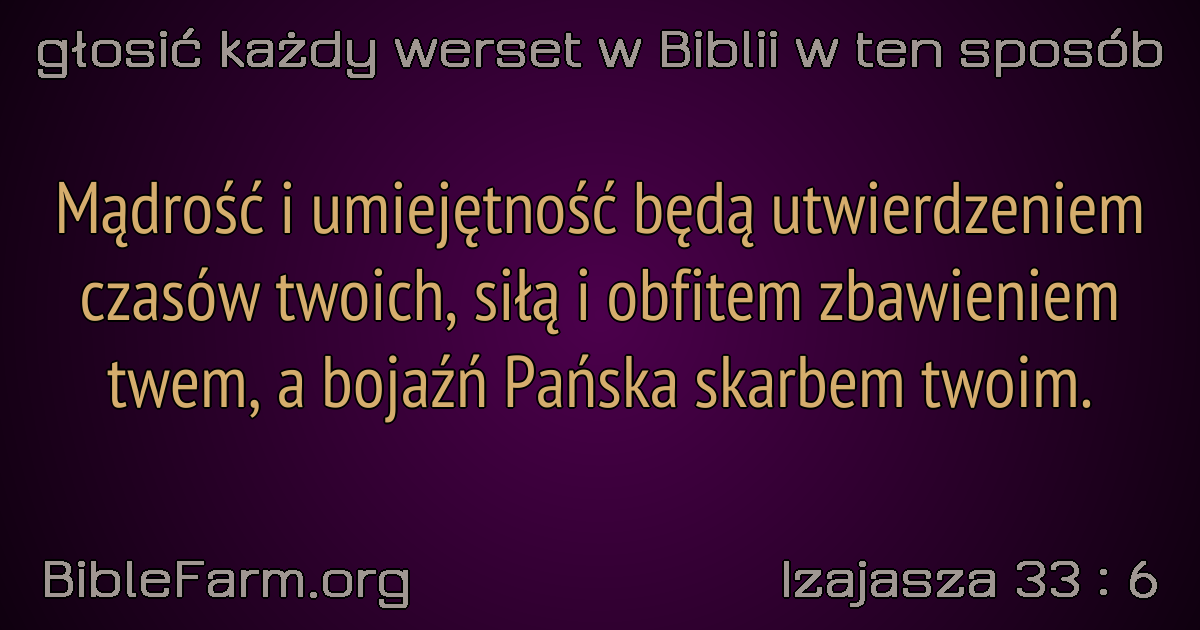 głosić każdy werset w Biblii w ten sposób
Mądrość i umiejętność będą utwierdzeniem
czasów twoich, siłą i obfitem zbawieniem
twem, a bojaźń Pańska skarbem twoim.
BibleFarm.org
Izajasza 33 : 6